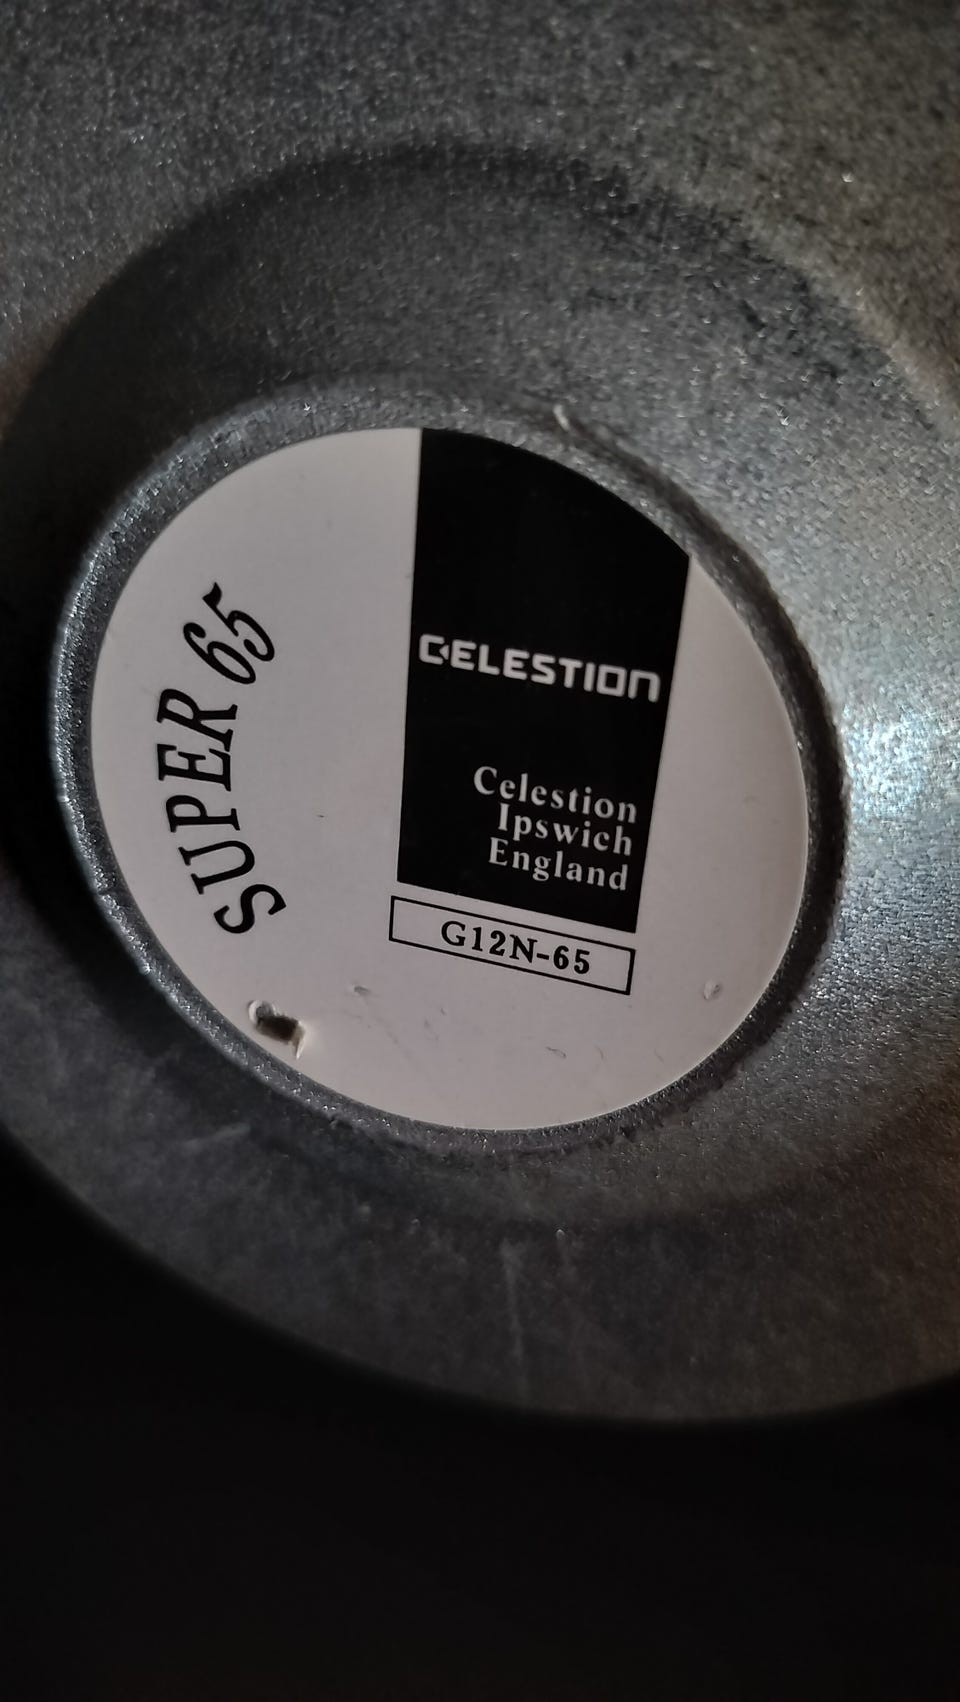 SUPER 65
CELESTION
Celestion
Ipswich
England
G12N-65